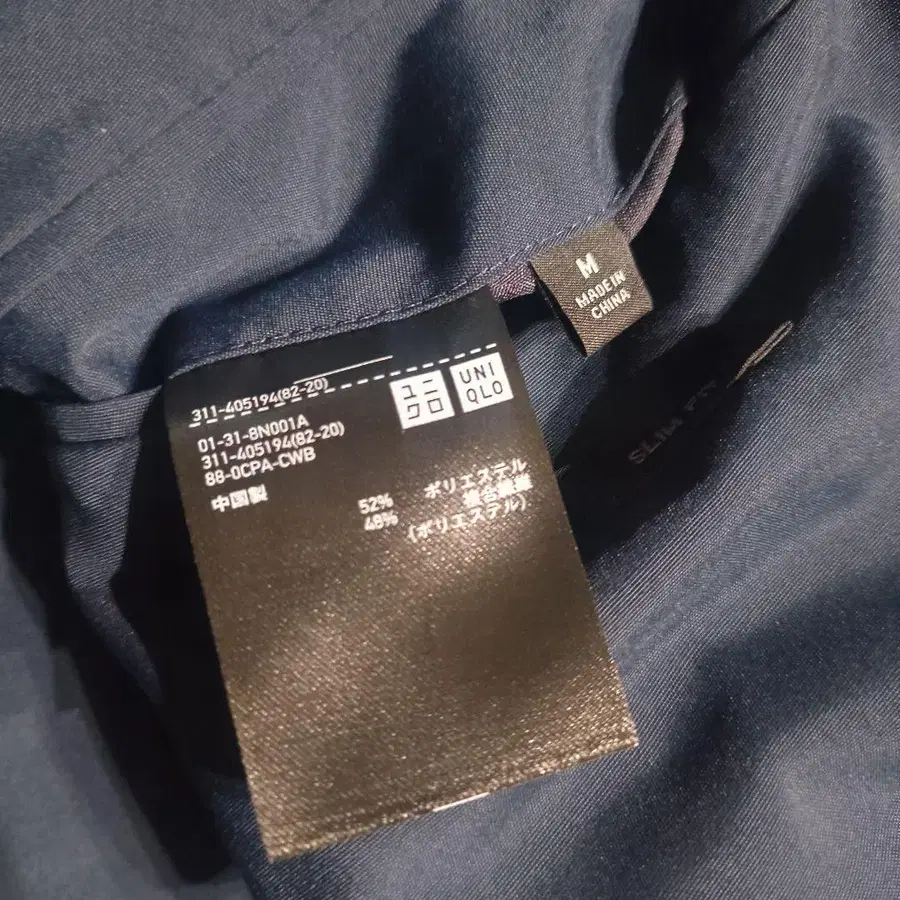 M
MADE IN
CHINA
311-405194(82-20)
ユニ
クロ
UNI
QLO
01-31-8N001A
311-405194(82-20)
88-0CPA-CWB
中国製
52% ポリエステル
48% 複合繊維
(ポリエステル)
SLIM FIT